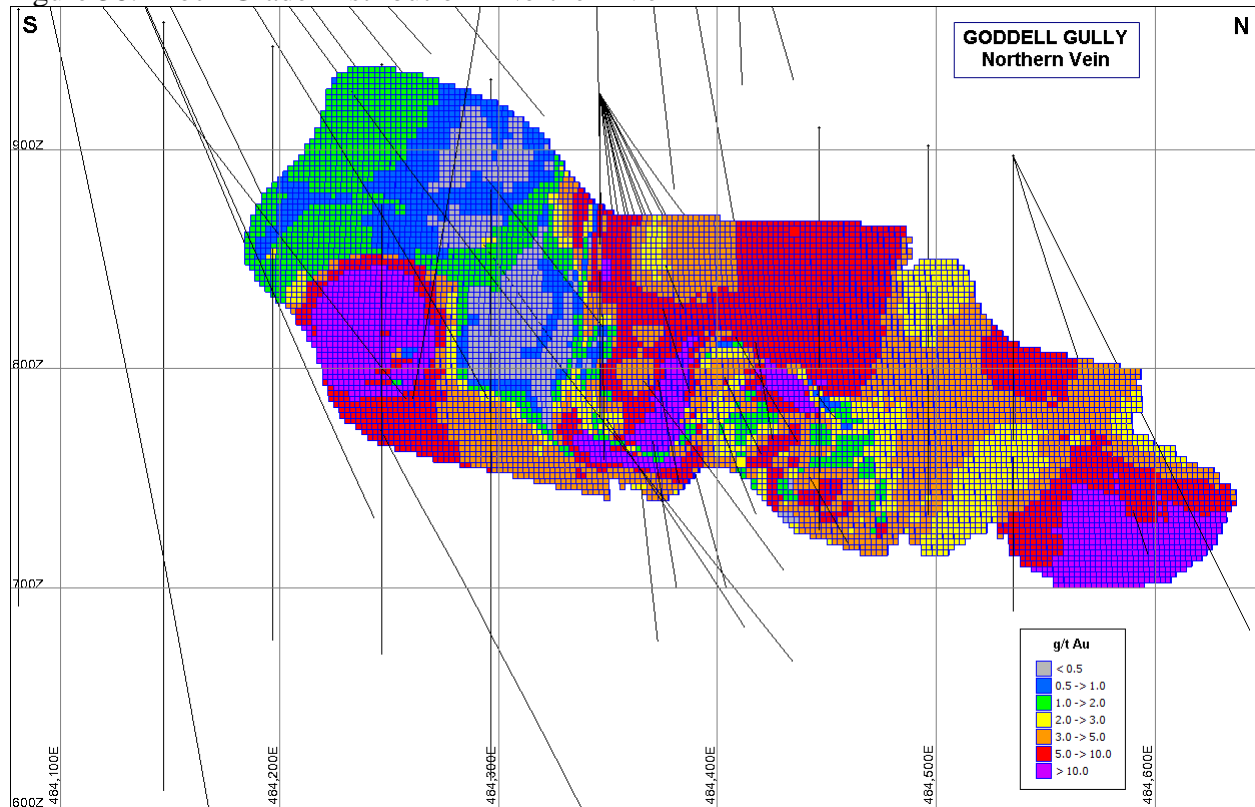 S
N
GODDELL GULLY
Northern Vein
900Z
800Z
700Z
600Z
484,100E
484,200E
484,300E
484,400E
484,500E
484,600E
g/t Au
< 0.5
0.5 -> 1.0
1.0 -> 2.0
2.0 -> 3.0
3.0 -> 5.0
5.0 -> 10.0
> 10.0